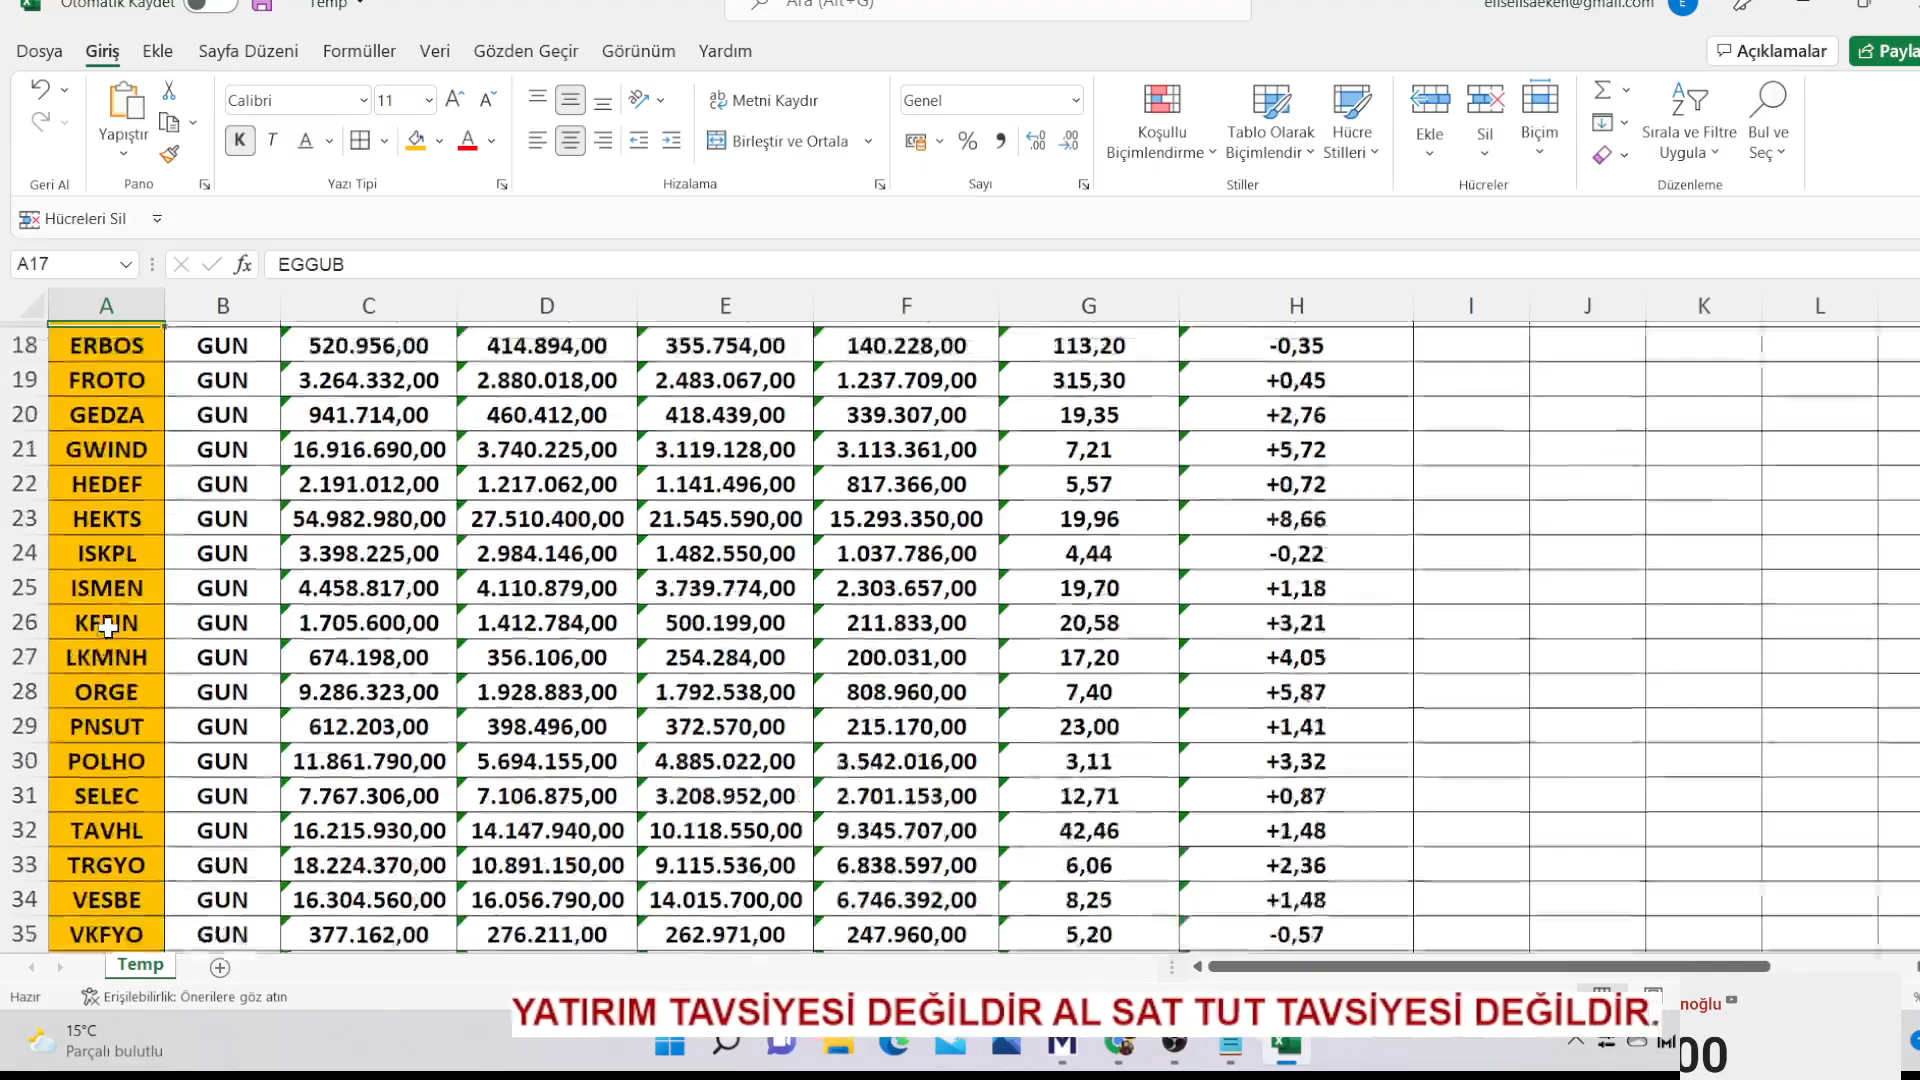 Otomatik Kaydet
Temp
Ara (Alt+G)
eliselisaeken@gmail.com
E
Dosya Giriş Ekle Sayfa Düzeni Formüller Veri Gözden Geçir Görünüm Yardım
Açıklamalar
Payla
Yapıştır
Calibri 11
K T A
Metni Kaydır
Birleştir ve Ortala
Genel
Koşullu Biçimlendirme
Tablo Olarak Biçimlendir
Hücre Stilleri
Ekle
Sil
Biçim
Sırala ve Filtre Uygula
Bul ve Seç
Geri Al Pano Yazı Tipi Hizalama Sayı Stiller Hücreler Düzenleme
Hücreleri Sil
A17 fx EGGUB
A B C D E F G H I J K L
18 ERBOS GUN 520.956,00 414.894,00 355.754,00 140.228,00 113,20 -0,35
19 FROTO GUN 3.264.332,00 2.880.018,00 2.483.067,00 1.237.709,00 315,30 +0,45
20 GEDZA GUN 941.714,00 460.412,00 418.439,00 339.307,00 19,35 +2,76
21 GWIND GUN 16.916.690,00 3.740.225,00 3.119.128,00 3.113.361,00 7,21 +5,72
22 HEDEF GUN 2.191.012,00 1.217.062,00 1.141.496,00 817.366,00 5,57 +0,72
23 HEKTS GUN 54.982.980,00 27.510.400,00 21.545.590,00 15.293.350,00 19,96 +8,66
24 ISKPL GUN 3.398.225,00 2.984.146,00 1.482.550,00 1.037.786,00 4,44 -0,22
25 ISMEN GUN 4.458.817,00 4.110.879,00 3.739.774,00 2.303.657,00 19,70 +1,18
26 GUN 1.705.600,00 1.412.784,00 500.199,00 211.833,00 20,58 +3,21
27 LKMNH GUN 674.198,00 356.106,00 254.284,00 200.031,00 17,20 +4,05
28 ORGE GUN 9.286.323,00 1.928.883,00 1.792.538,00 808.960,00 7,40 +5,87
29 PNSUT GUN 612.203,00 398.496,00 372.570,00 215.170,00 23,00 +1,41
30 POLHO GUN 11.861.790,00 5.694.155,00 4.885.022,00 3.542.016,00 3,11 +3,32
31 SELEC GUN 7.767.306,00 7.106.875,00 3.208.952,00 2.701.153,00 12,71 +0,87
32 TAVHL GUN 16.215.930,00 14.147.940,00 10.118.550,00 9.345.707,00 42,46 +1,48
33 TRGYO GUN 18.224.370,00 10.891.150,00 9.115.536,00 6.838.597,00 6,06 +2,36
34 VESBE GUN 16.304.560,00 16.056.790,00 14.015.700,00 6.746.392,00 8,25 +1,48
35 VKFYO GUN 377.162,00 276.211,00 262.971,00 247.960,00 5,20 -0,57
Temp
Hazır Erişilebilirlik: Önerilere göz atın
YATIRIM TAVSİYESİ DEĞİLDİR AL SAT TUT TAVSİYESİ DEĞİLDİR.
noğlu
15°C
Parçalı bulutlu
00